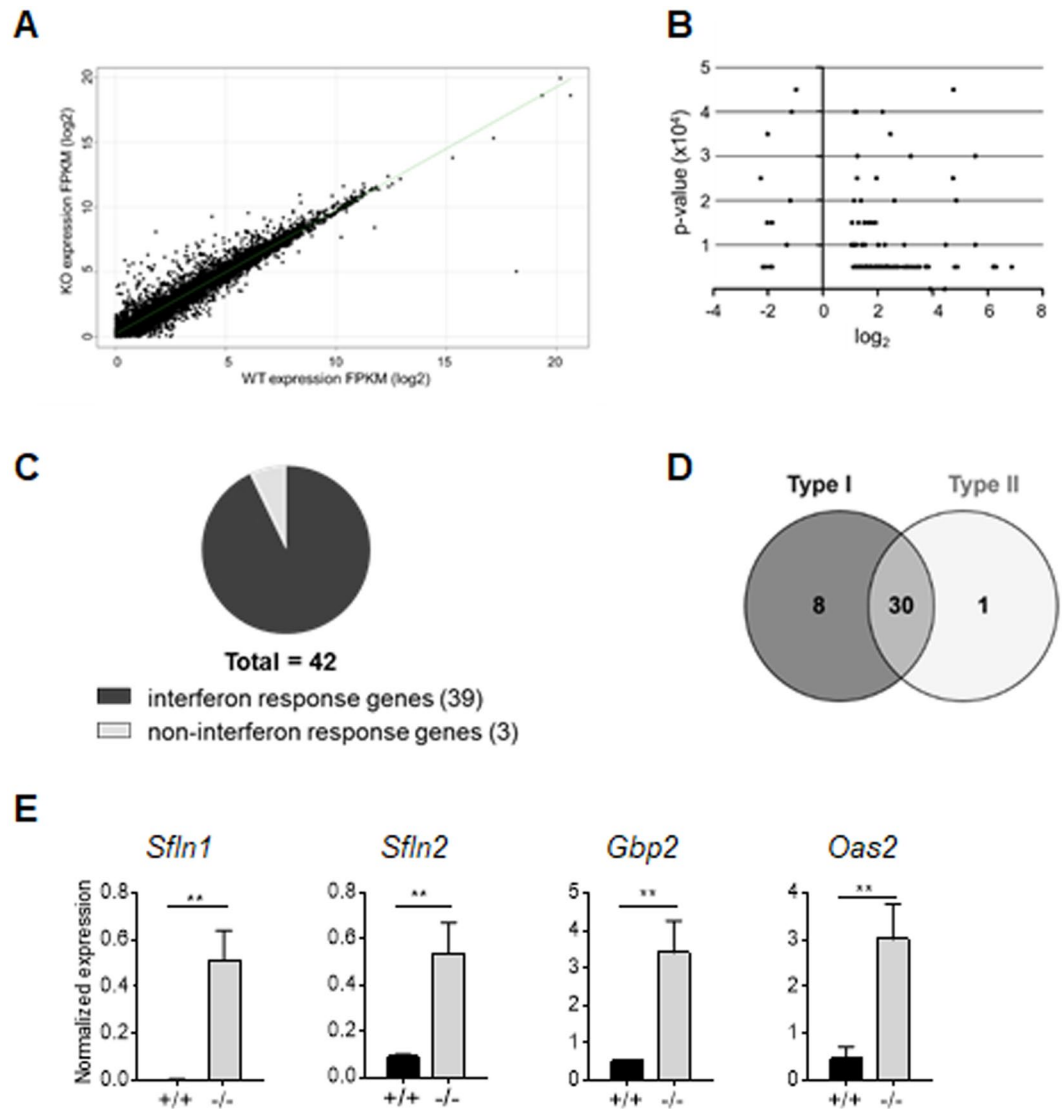 A
B
20
15
10
5
0
KO expression FPKM (log2)
0 5 10 15 20
WT expression FPKM (log2)
5
4
3
2
1
0
p-value (x10⁴)
-4 -2 0 2 4 6 8
log₂
C
D
Total = 42
interferon response genes (39)
non-interferon response genes (3)
Type I Type II
8 30 1
E
Sfln1 Sfln2 Gbp2 Oas2
Normalized expression
0.8
0.6
0.4
0.2
0.0
**
+/+ -/-
0.8
0.6
0.4
0.2
0.0
**
+/+ -/-
5
4
3
2
1
0
**
+/+ -/-
4
3
2
1
0
**
+/+ -/-